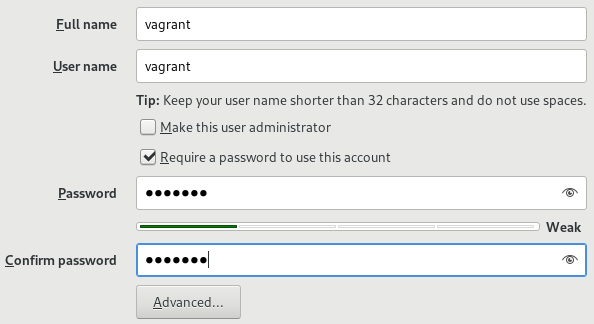 Full name vagrant
User name vagrant
Tip: Keep your user name shorter than 32 characters and do not use spaces.
Make this user administrator
Require a password to use this account
Password ●●●●●●●
Weak
Confirm password ●●●●●●●
Advanced...